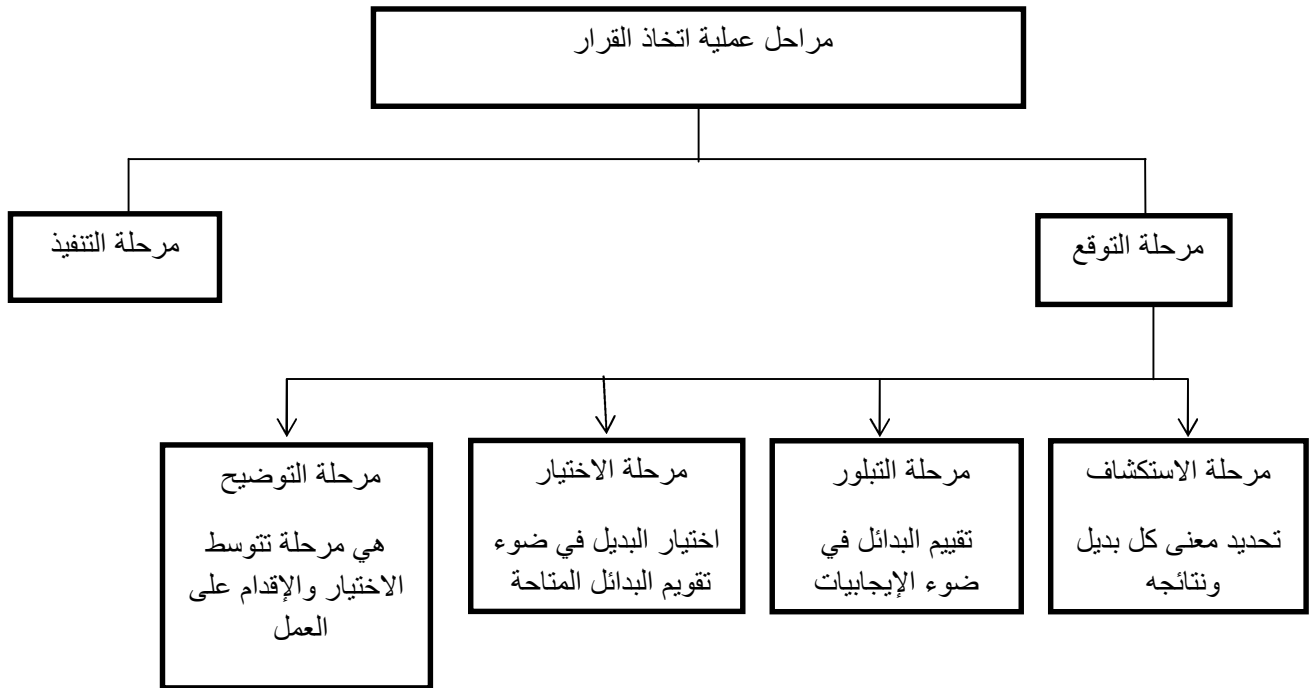 مراحل عملية اتخاذ القرار
مرحلة التوقع
مرحلة التنفيذ
مرحلة الاستكشاف
تحديد معنى كل بديل
ونتائجه
مرحلة التبلور
تقييم البدائل في
ضوء الإيجابيات
مرحلة الاختيار
اختيار البديل في ضوء
تقويم البدائل المتاحة
مرحلة التوضيح
هي مرحلة تتوسط
الاختيار والإقدام على
العمل